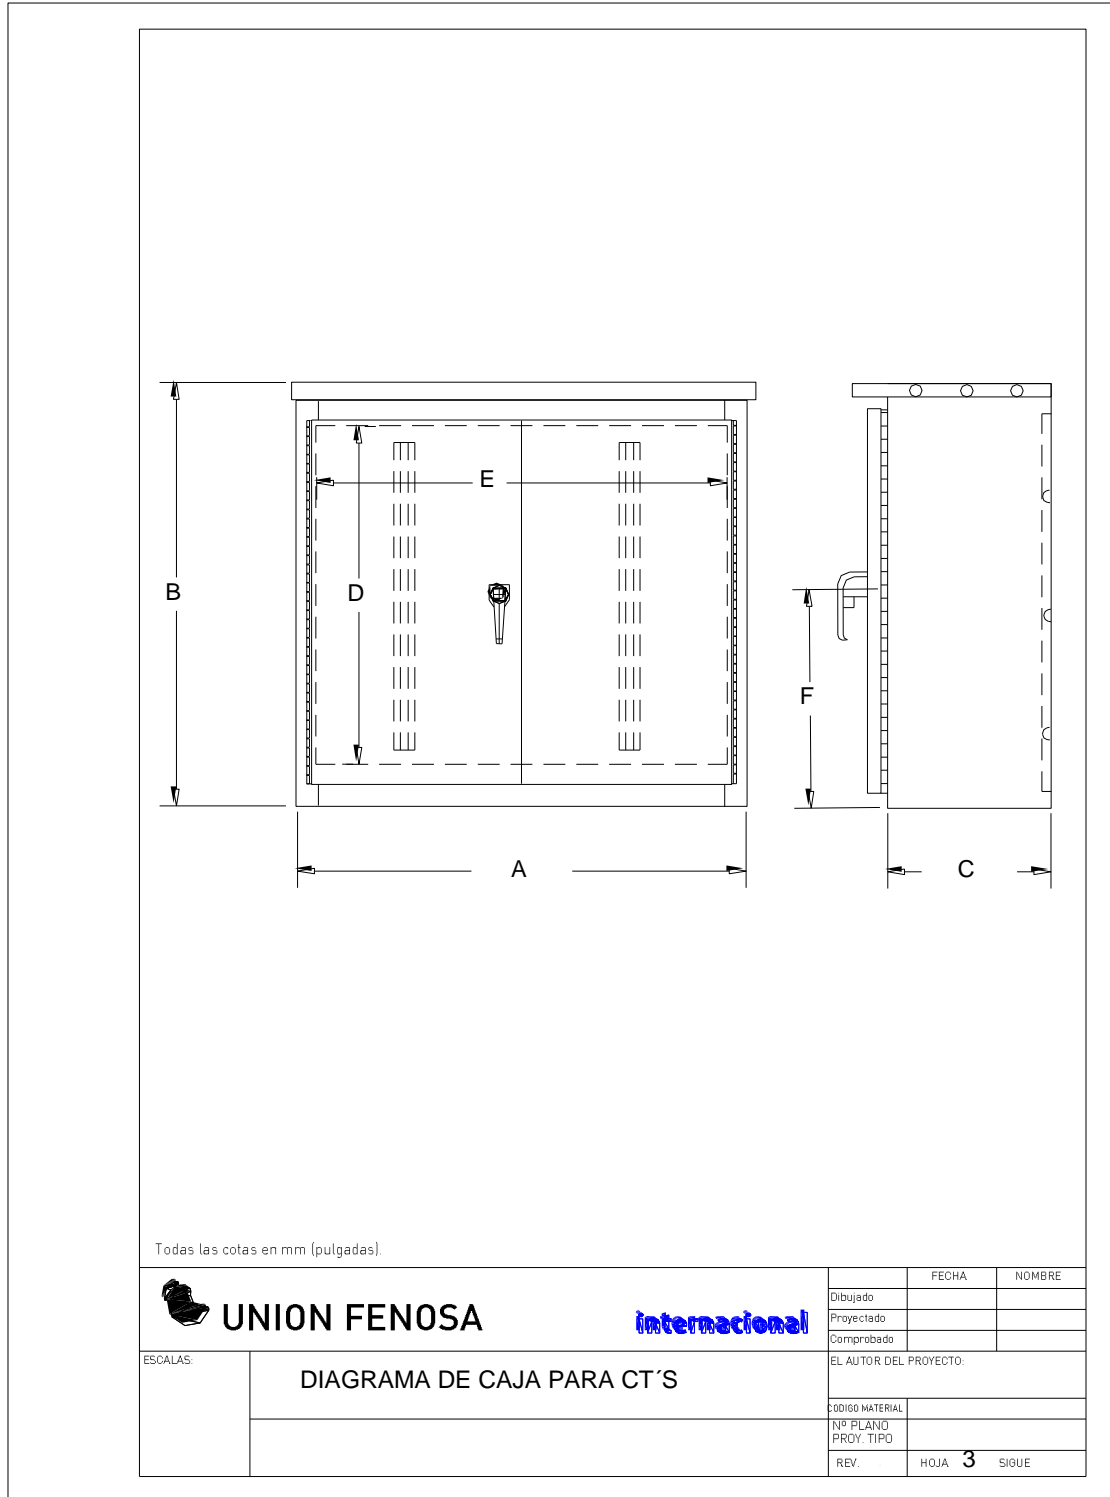 E
B
D
F
A
C
Todas las cotas en mm (pulgadas).
UNION FENOSA
internacional
FECHA NOMBRE
Dibujado
Proyectado
Comprobado
ESCALAS:
DIAGRAMA DE CAJA PARA CT´S
EL AUTOR DEL PROYECTO:
CODIGO MATERIAL
Nº PLANO
PROY. TIPO
REV. HOJA 3 SIGUE